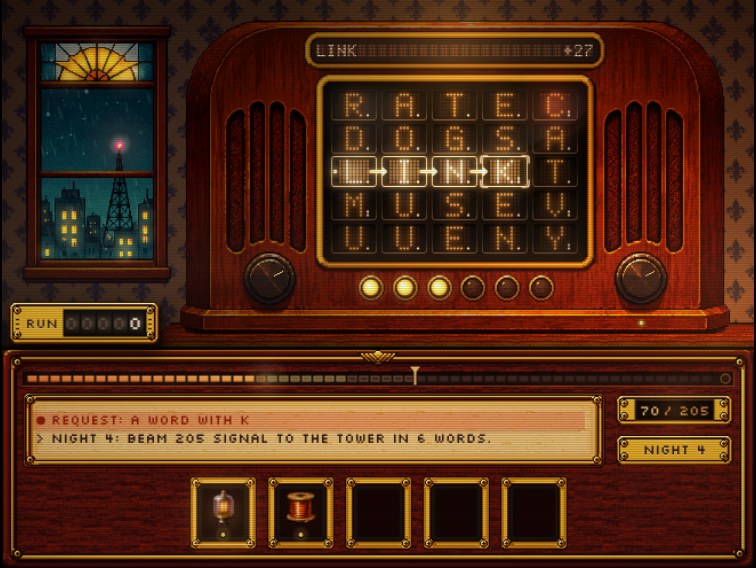 LINK +27
R A T E C
D O G S A
L I N K T
M U S E V
U U E N Y
RUN 00000
REQUEST: A WORD WITH K
> NIGHT 4: BEAM 205 SIGNAL TO THE TOWER IN 6 WORDS.
70 / 205
NIGHT 4